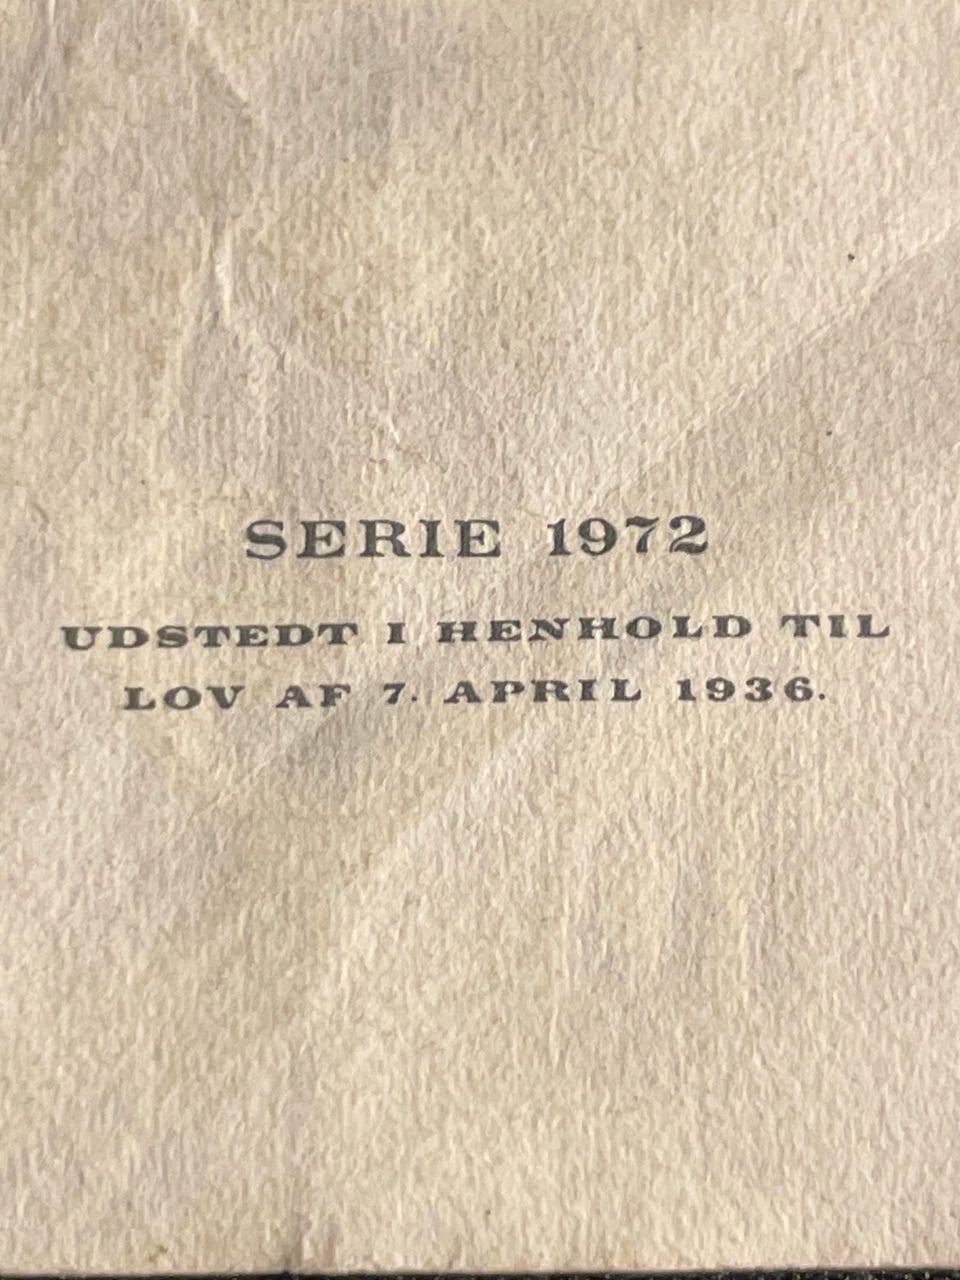 SERIE 1972
UDSTEDT I HENHOLD TIL
LOV AF 7. APRIL 1936.